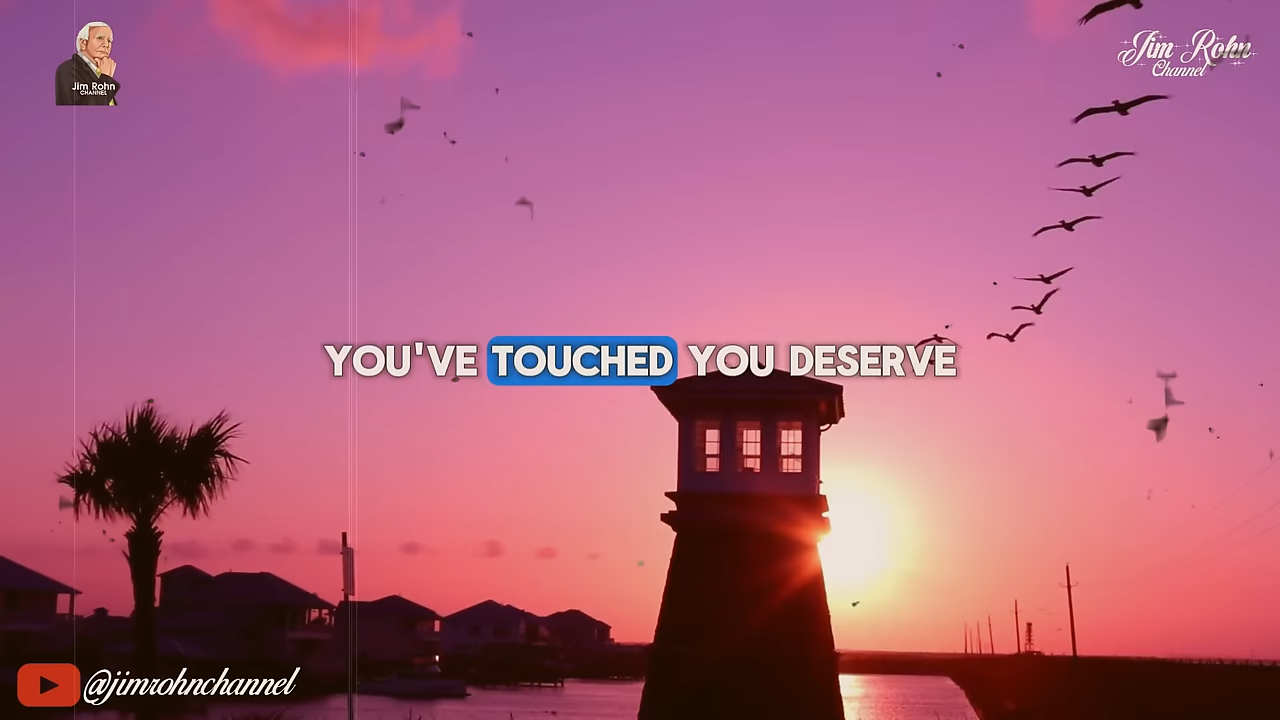 Jim Rohn
CHANNEL
Jim Rohn
Channel
YOU'VE TOUCHED YOU DESERVE
@jimrohnchannel